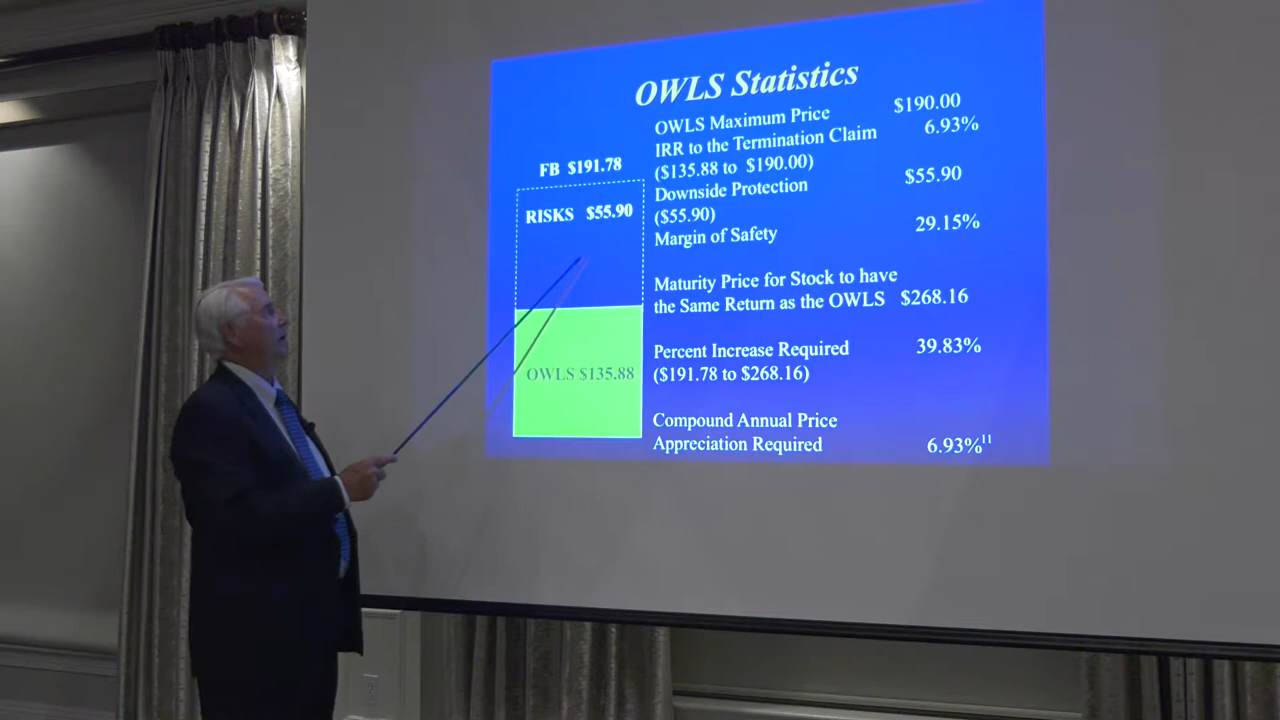 OWLS Statistics
FB $191.78
RISKS $55.90
OWLS $135.88
OWLS Maximum Price $190.00
IRR to the Termination Claim 6.93%
($135.88 to $190.00)
Downside Protection $55.90
($55.90)
Margin of Safety 29.15%
Maturity Price for Stock to have
the Same Return as the OWLS $268.16
Percent Increase Required 39.83%
($191.78 to $268.16)
Compound Annual Price
Appreciation Required 6.93%11